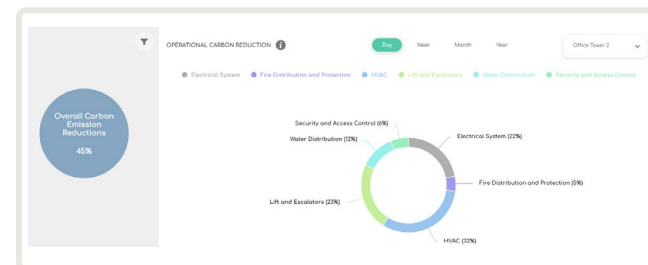 OPERATIONAL CARBON REDUCTION i
Day Week Month Year
Office Tower 2
Electrical System Fire Distribution and Protection HVAC Lift and Escalators Water Distribution Security and Access Control
Overall Carbon
Emission
Reductions
45%
Security and Access Control (6%)
Water Distribution (12%)
Electrical System (22%)
Fire Distribution and Protection (5%)
Lift and Escalators (23%)
HVAC (32%)